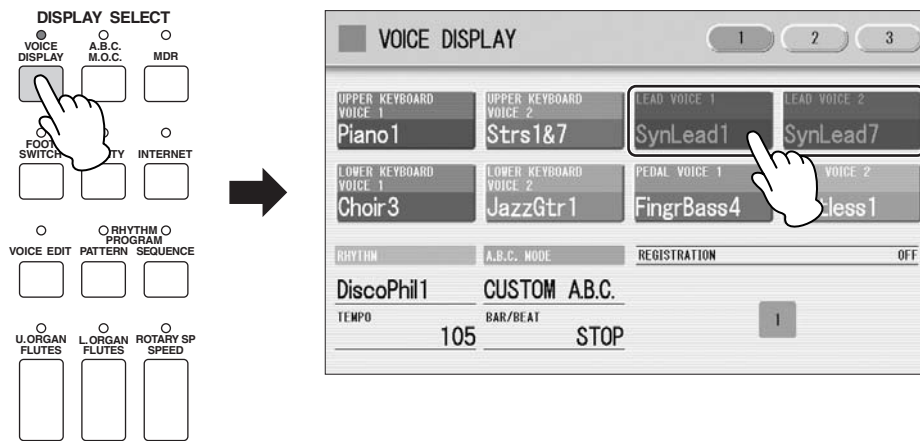 DISPLAY SELECT
VOICE DISPLAY
A.B.C. M.O.C.
MDR
FOOT SWITCH
INTERNET
VOICE EDIT
RHYTHM PROGRAM
PATTERN
SEQUENCE
U.ORGAN FLUTES
L.ORGAN FLUTES
ROTARY SP SPEED
VOICE DISPLAY
1
2
3
UPPER KEYBOARD VOICE 1
Piano1
UPPER KEYBOARD VOICE 2
Strs1&7
LEAD VOICE 1
SynLead1
LEAD VOICE 2
SynLead7
LOWER KEYBOARD VOICE 1
Choir3
LOWER KEYBOARD VOICE 2
JazzGtr1
PEDAL VOICE 1
FingrBass4
VOICE 2
RHYTHM
DiscoPhil1
A.B.C. MODE
CUSTOM A.B.C.
REGISTRATION
OFF
TEMPO
105
BAR/BEAT
STOP
1